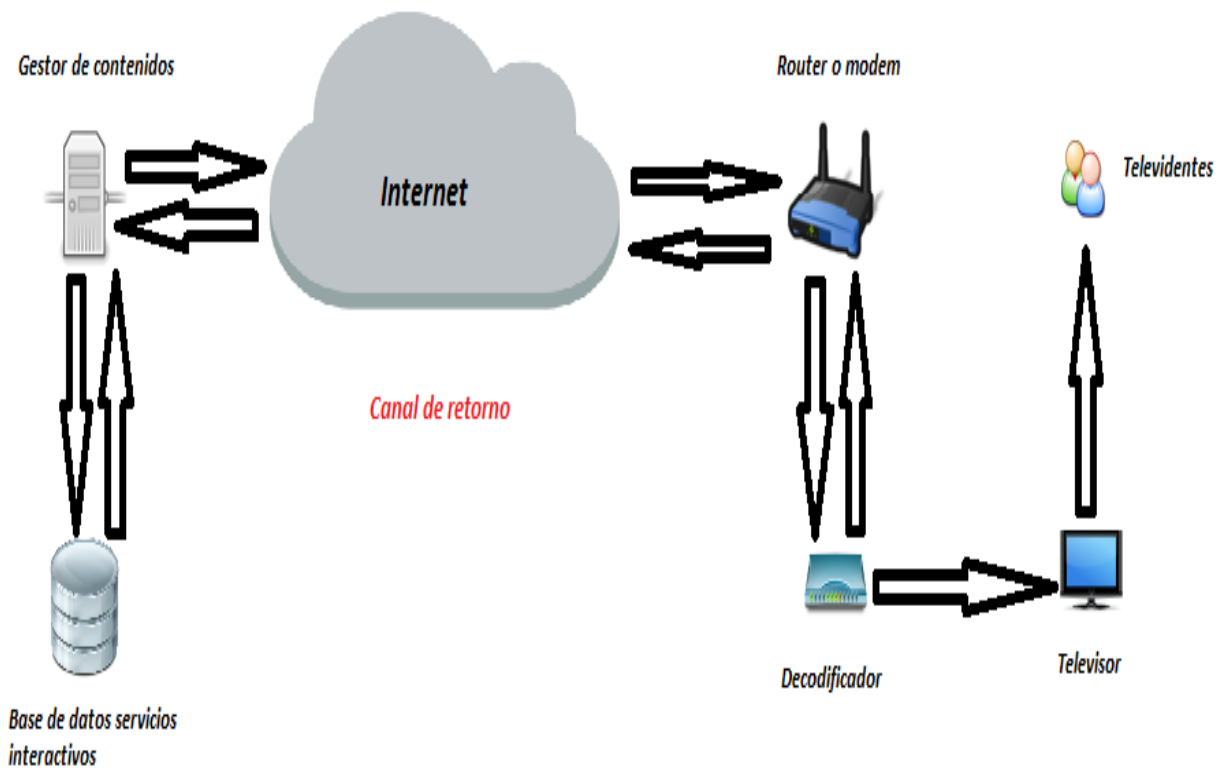 Gestor de contenidos
Router o modem
Internet
Televidentes
Canal de retorno
Decodificador
Televisor
Base de datos servicios
interactivos